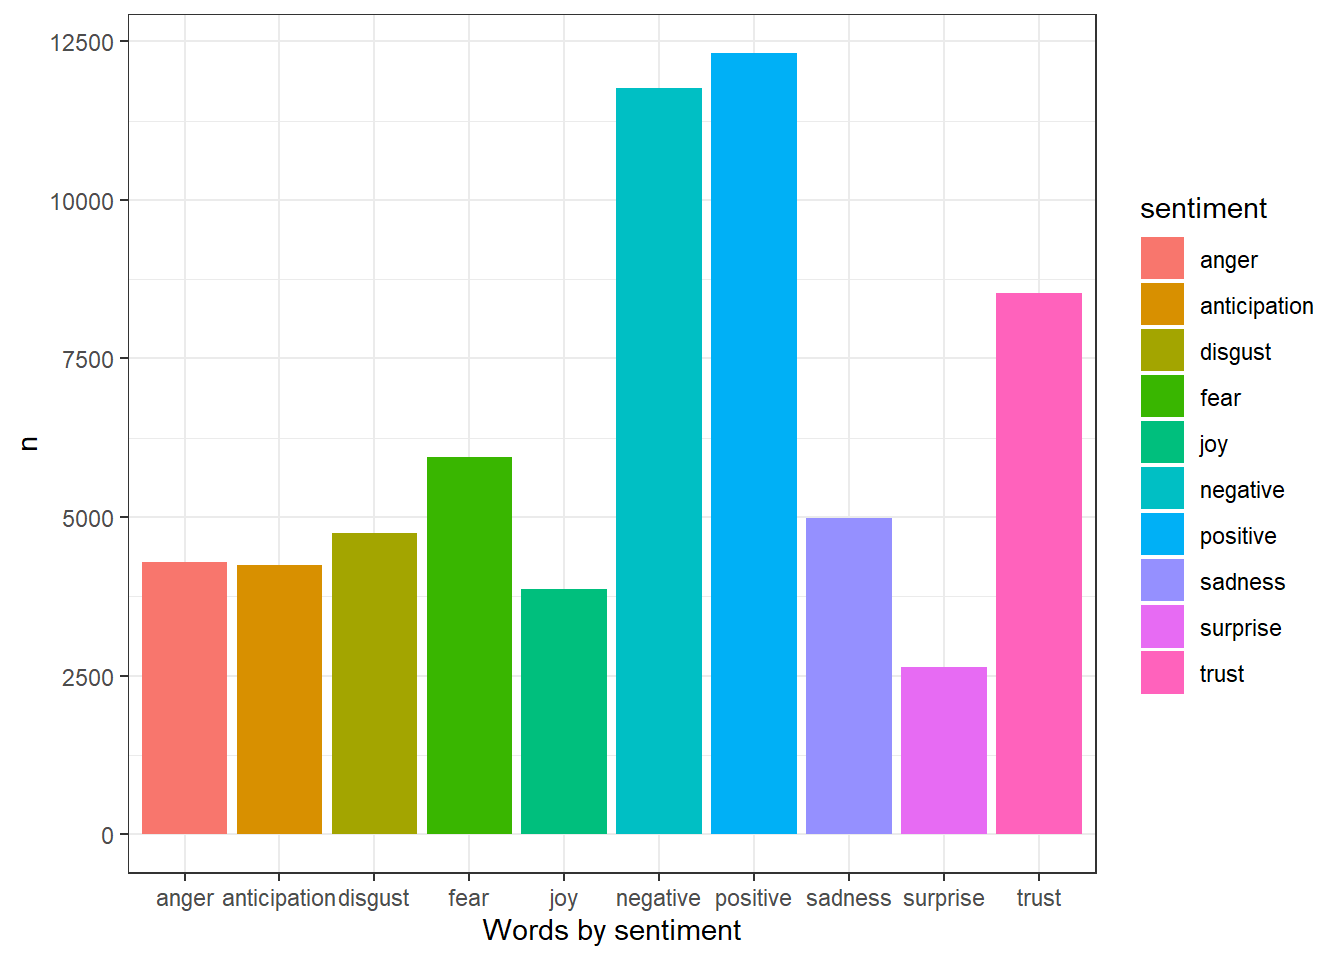 12500
10000
7500
5000
2500
0
n
anger anticipation disgust fear joy negative positive sadness surprise trust
Words by sentiment
sentiment
anger
anticipation
disgust
fear
joy
negative
positive
sadness
surprise
trust